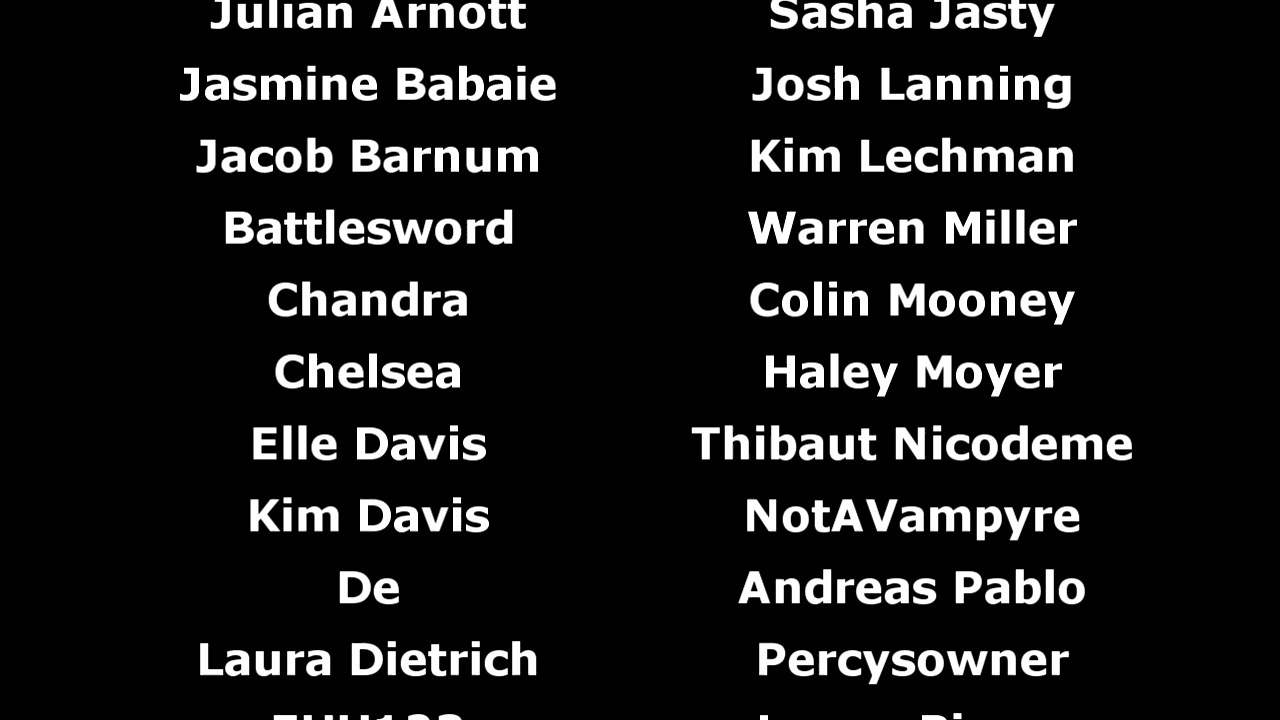 Julian Arnott
Jasmine Babaie
Jacob Barnum
Battlesword
Chandra
Chelsea
Elle Davis
Kim Davis
De
Laura Dietrich
Sasha Jasty
Josh Lanning
Kim Lechman
Warren Miller
Colin Mooney
Haley Moyer
Thibaut Nicodeme
NotAVampyre
Andreas Pablo
Percysowner